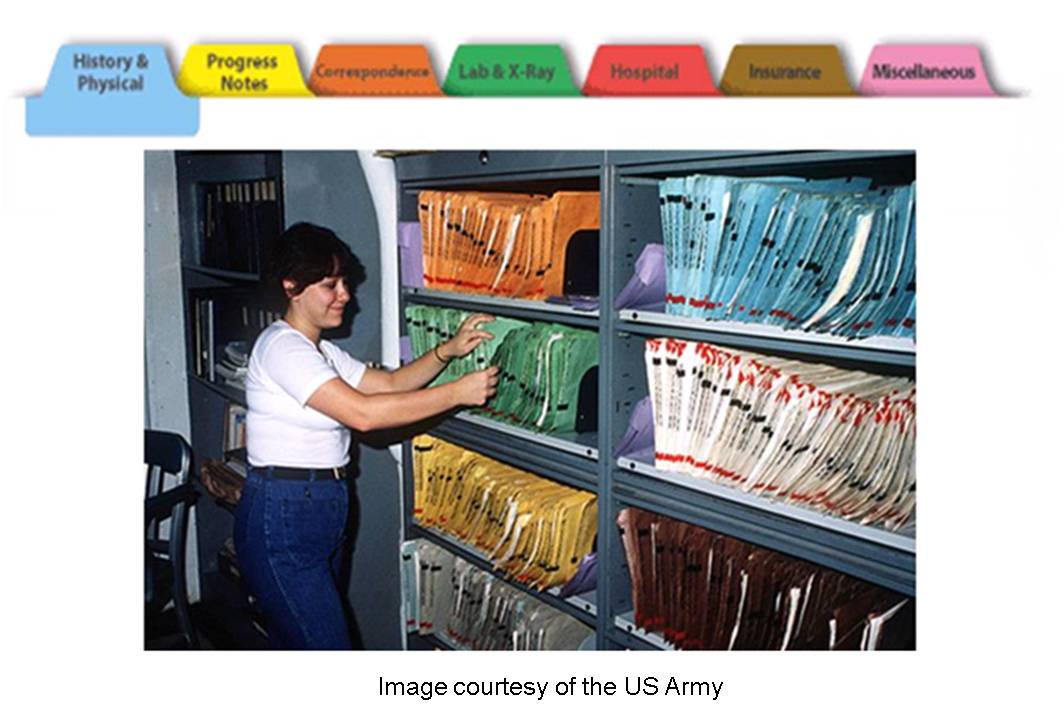 History &
Physical
Progress
Notes
Correspondence
Lab & X-Ray
Hospital
Insurance
Miscellaneous
Image courtesy of the US Army